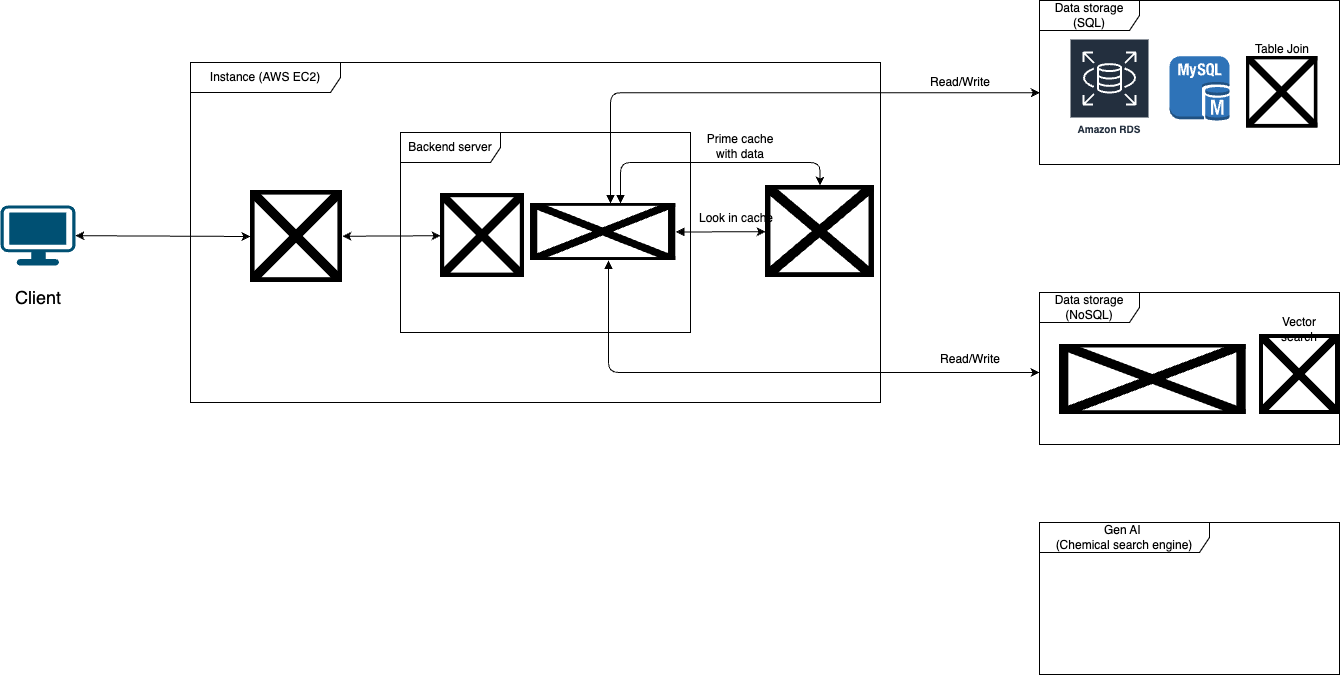 Data storage
(SQL)
Table Join
MySQL
M
Amazon RDS
Instance (AWS EC2)
Read/Write
Backend server
Prime cache
with data
Look in cache
Client
Data storage
(NoSQL)
Vector
search
Read/Write
Gen AI
(Chemical search engine)